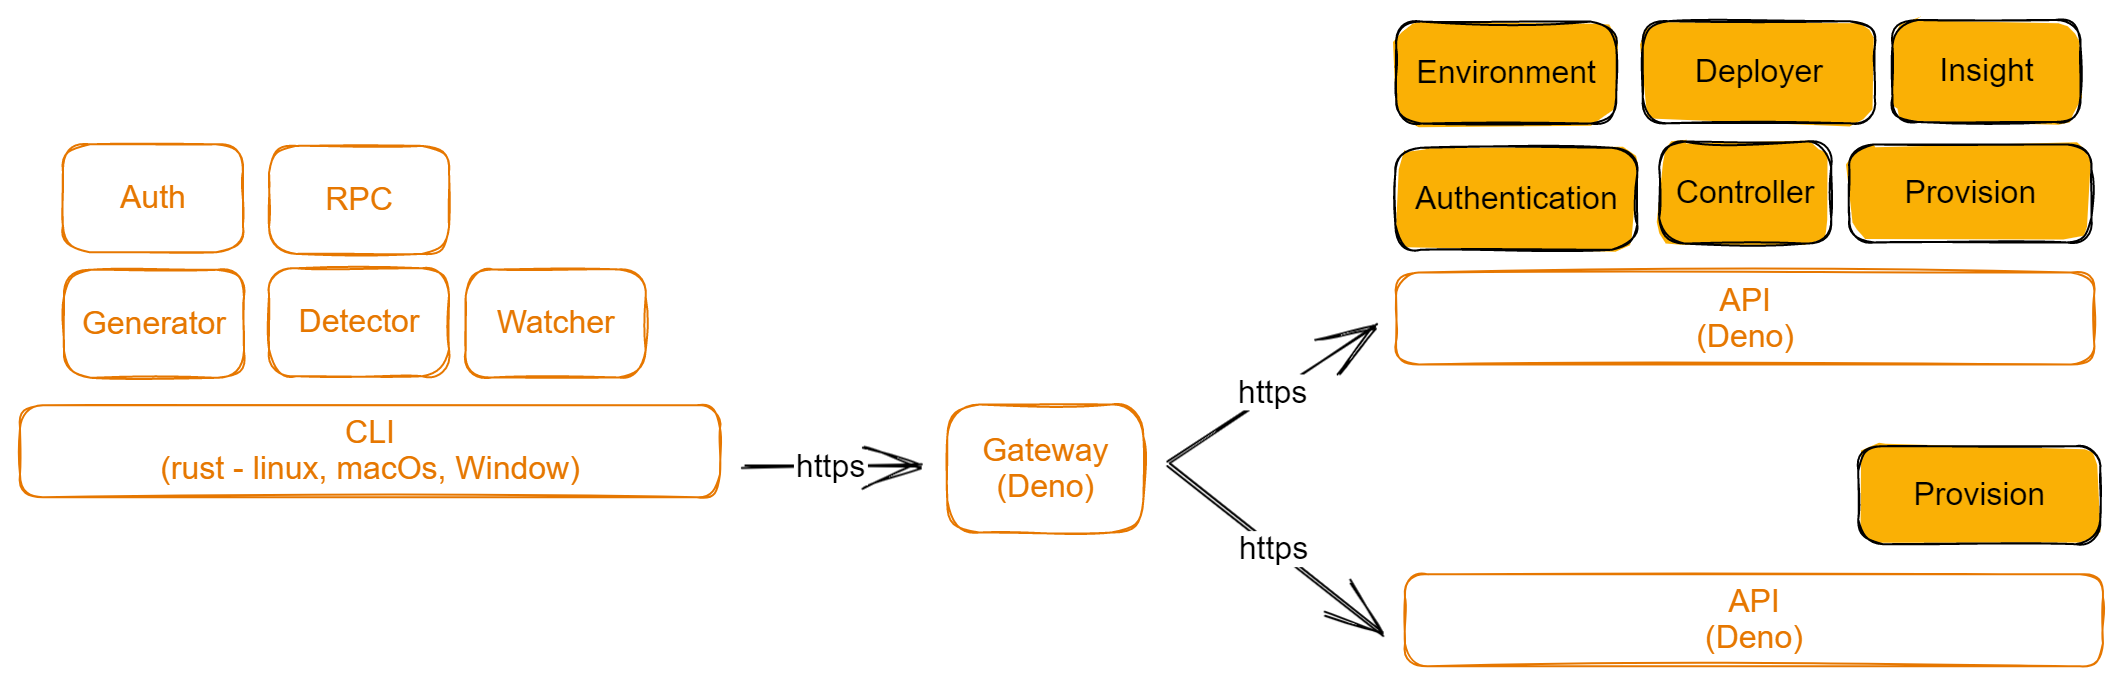 Auth
RPC
Generator
Detector
Watcher
CLI
(rust - linux, macOs, Window)
https
Gateway
(Deno)
https
https
Environment
Deployer
Insight
Authentication
Controller
Provision
API
(Deno)
Provision
API
(Deno)